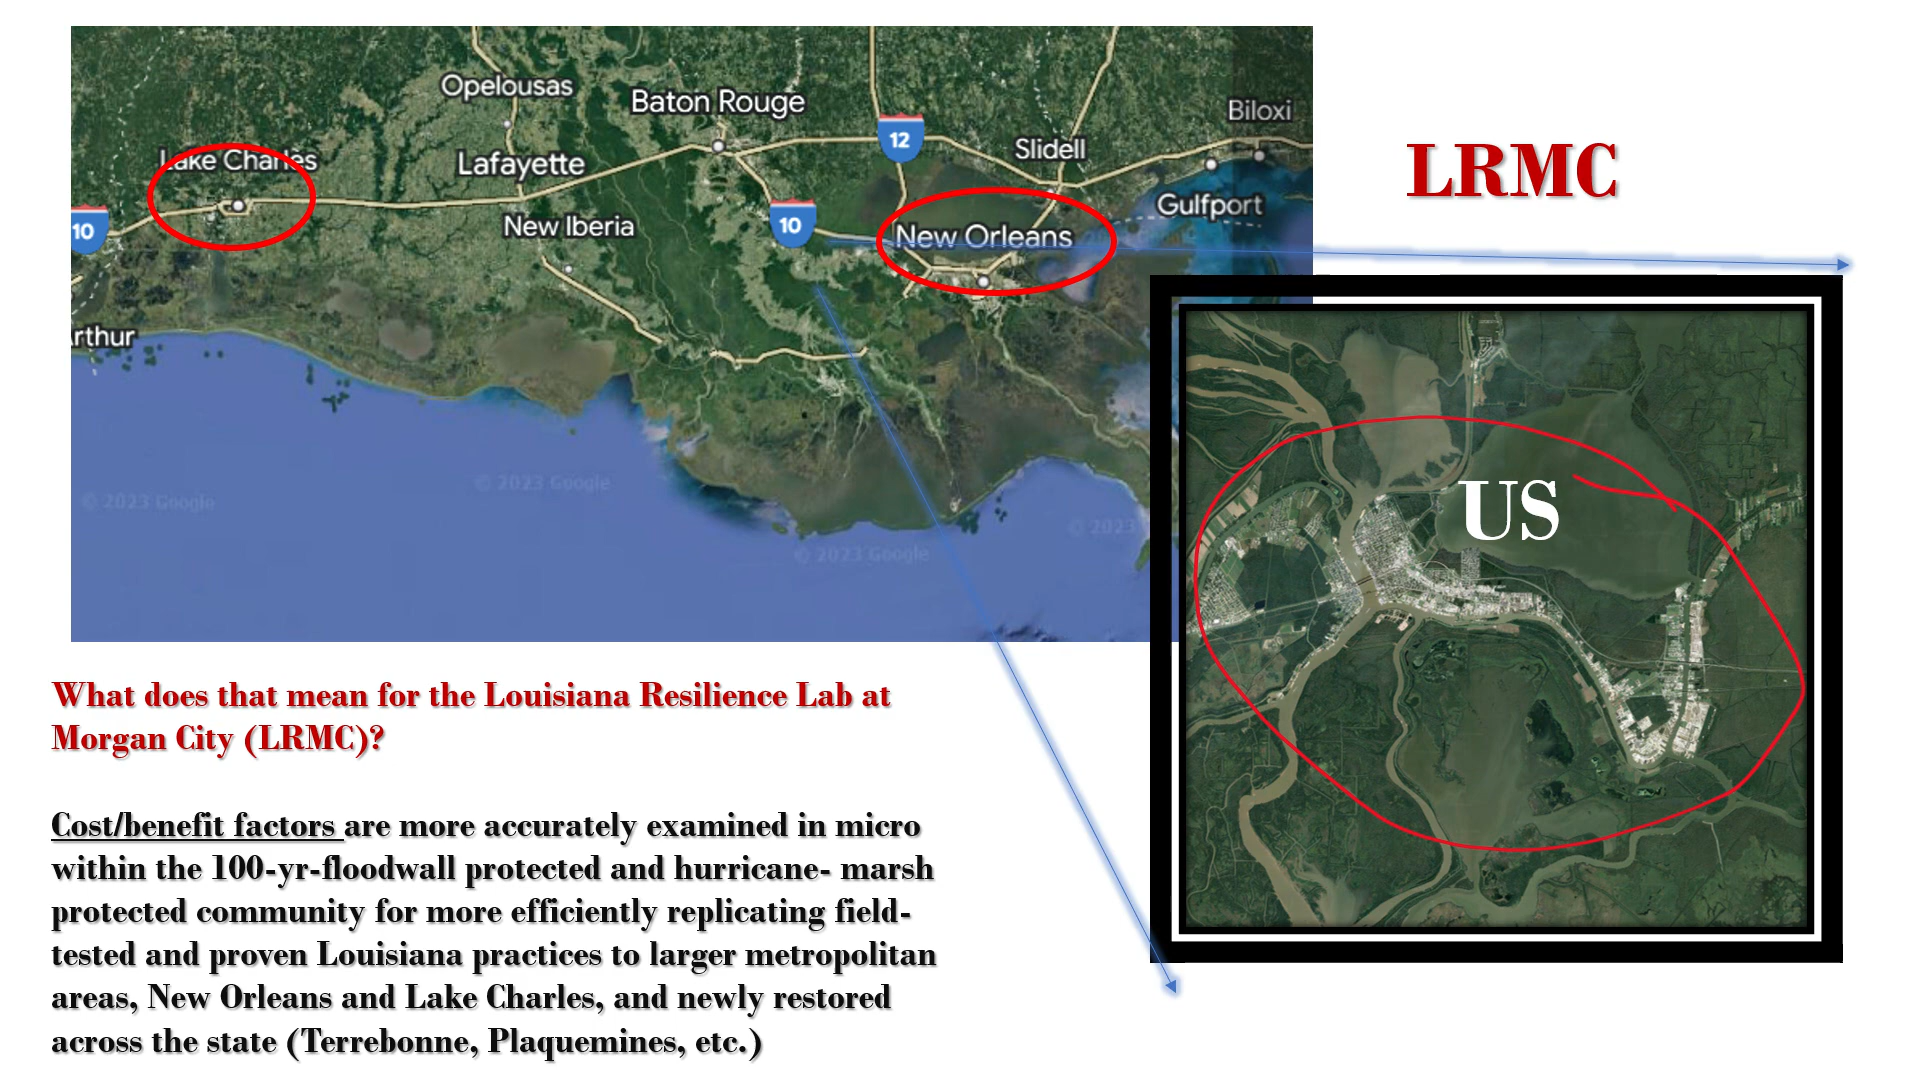 Opelousas
Baton Rouge
Biloxi
12
Slidell
LRMC
Lake Charles
Lafayette
Gulfport
10
New Iberia
10
New Orleans
rthur
US
© 2023 Google
© 2023 Google
© 2023
© 2023 Google
What does that mean for the Louisiana Resilience Lab at
Morgan City (LRMC)?
Cost/benefit factors are more accurately examined in micro
within the 100-yr-floodwall protected and hurricane- marsh
protected community for more efficiently replicating field-
tested and proven Louisiana practices to larger metropolitan
areas, New Orleans and Lake Charles, and newly restored
across the state (Terrebonne, Plaquemines, etc.)